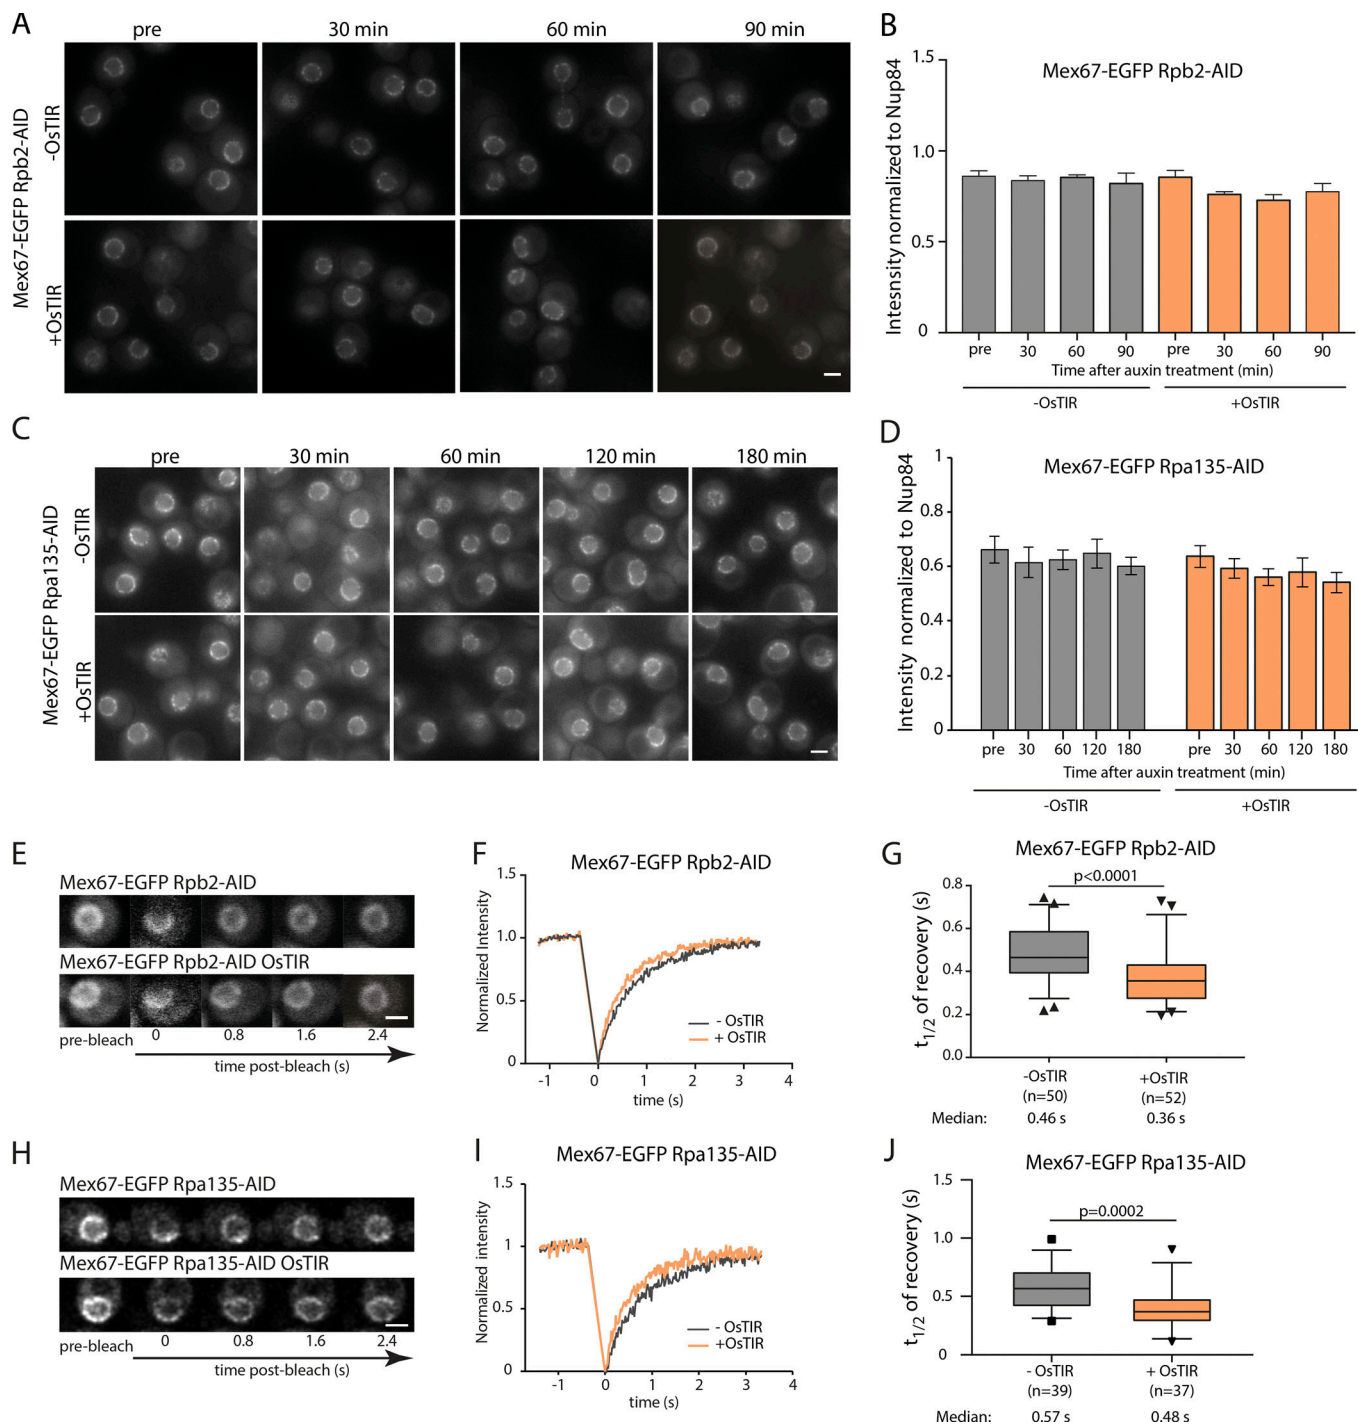 A
pre
30 min
60 min
90 min
Mex67-EGFP Rpb2-AID
-OsTIR
+OsTIR
B
Mex67-EGFP Rpb2-AID
Intesnsity normalized to Nup84
1.5
1.0
0.5
0
pre 30 60 90 pre 30 60 90
Time after auxin treatment (min)
-OsTIR
+OsTIR
C
pre
30 min
60 min
120 min
180 min
Mex67-EGFP Rpa135-AID
-OsTIR
+OsTIR
D
Mex67-EGFP Rpa135-AID
Intensity normalized to Nup84
1
0.8
0.6
0.4
0.2
0
pre 30 60 120 180 pre 30 60 120 180
Time after auxin treatment (min)
-OsTIR
+OsTIR
E
Mex67-EGFP Rpb2-AID
Mex67-EGFP Rpb2-AID OsTIR
pre-bleach 0 0.8 1.6 2.4
time post-bleach (s)
F
Mex67-EGFP Rpb2-AID
Normalized Intensity
1.5
1.0
0.5
0
- OsTIR
+ OsTIR
-1 0 1 2 3 4
time (s)
G
Mex67-EGFP Rpb2-AID
t1/2 of recovery (s)
p<0.0001
0.8
0.6
0.4
0.2
0.0
-OsTIR +OsTIR
(n=50) (n=52)
Median: 0.46 s 0.36 s
H
Mex67-EGFP Rpa135-AID
Mex67-EGFP Rpa135-AID OsTIR
pre-bleach 0 0.8 1.6 2.4
time post-bleach (s)
I
Mex67-EGFP Rpa135-AID
Normalized intensity
1.5
1
0.5
0
- OsTIR
+OsTIR
-1 0 1 2 3 4
time (s)
J
Mex67-EGFP Rpa135-AID
t1/2 of recovery (s)
p=0.0002
1.5
1.0
0.5
0
- OsTIR + OsTIR
(n=39) (n=37)
Median: 0.57 s 0.48 s